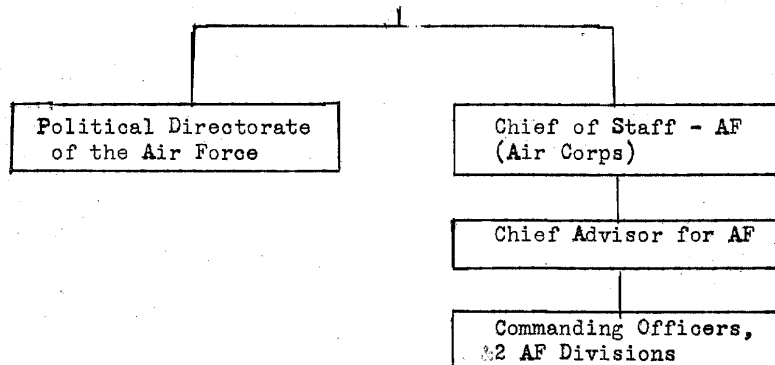 Political Directorate
of the Air Force
Chief of Staff - AF
(Air Corps)
Chief Advisor for AF
Commanding Officers,
2 AF Divisions